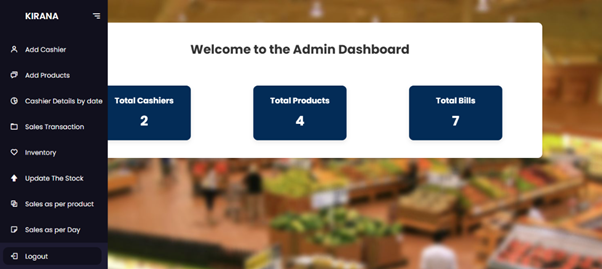 KIRANA
Add Cashier
Add Products
Cashier Details by date
Sales Transaction
Inventory
Update The Stock
Sales as per product
Sales as per Day
Logout
Welcome to the Admin Dashboard
Total Cashiers
2
Total Products
4
Total Bills
7